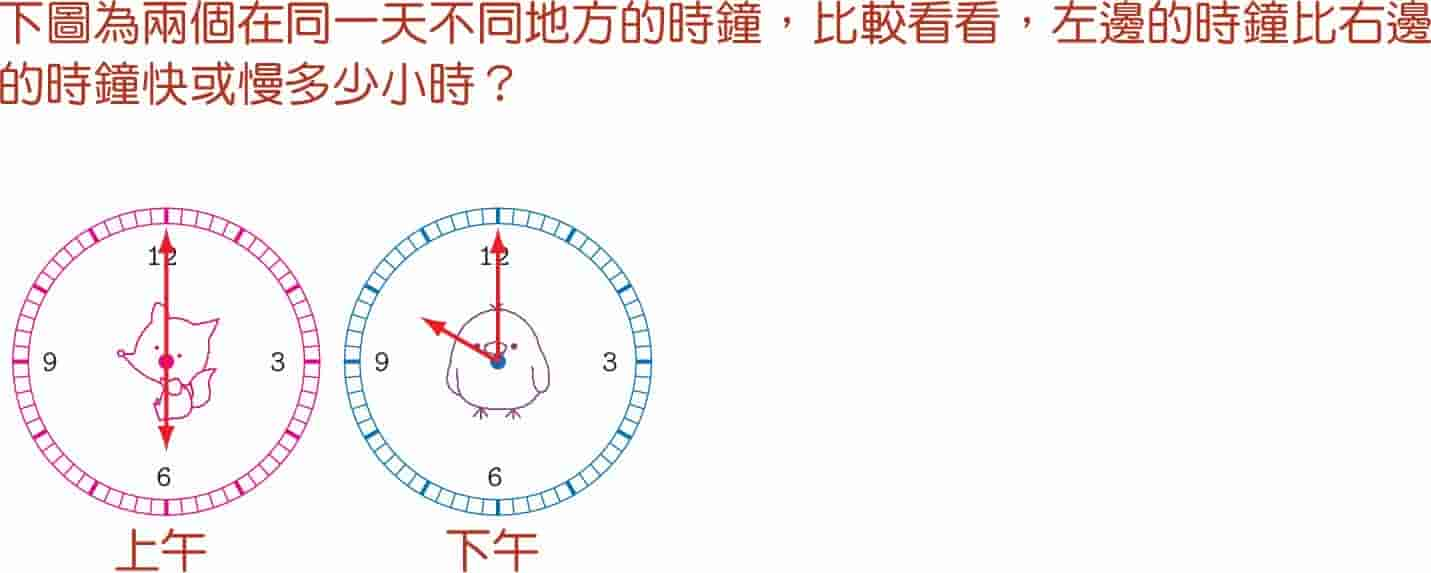 下圖為兩個在同一天不同地方的時鐘，比較看看，左邊的時鐘比右邊
的時鐘快或慢多少小時？
12 12
9 3 9 3
6 6
上午 下午